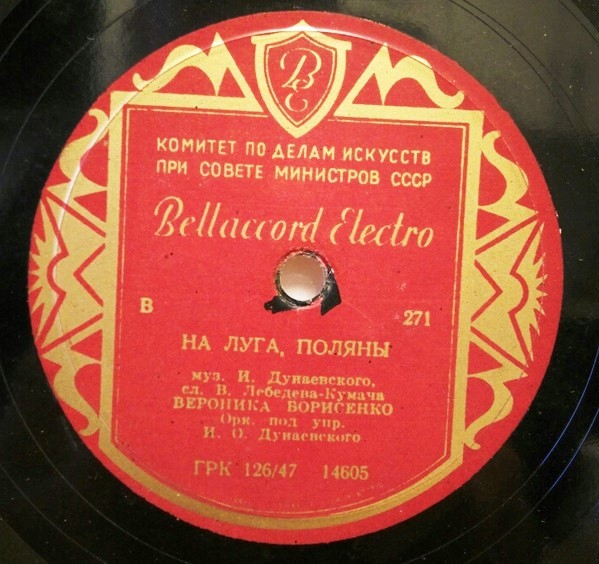 ВЕ
КОМИТЕТ ПО ДЕЛАМ ИСКУССТВ
ПРИ СОВЕТЕ МИНИСТРОВ СССР
Bellaccord Electro
В 271
НА ЛУГА, ПОЛЯНЫ
муз. И. Дунаевского,
сл. В. Лебедева-Кумача
ВЕРОНИКА БОРИСЕНКО
Орк. под упр.
И. О. Дунаевского
ГРК 126/47 14605